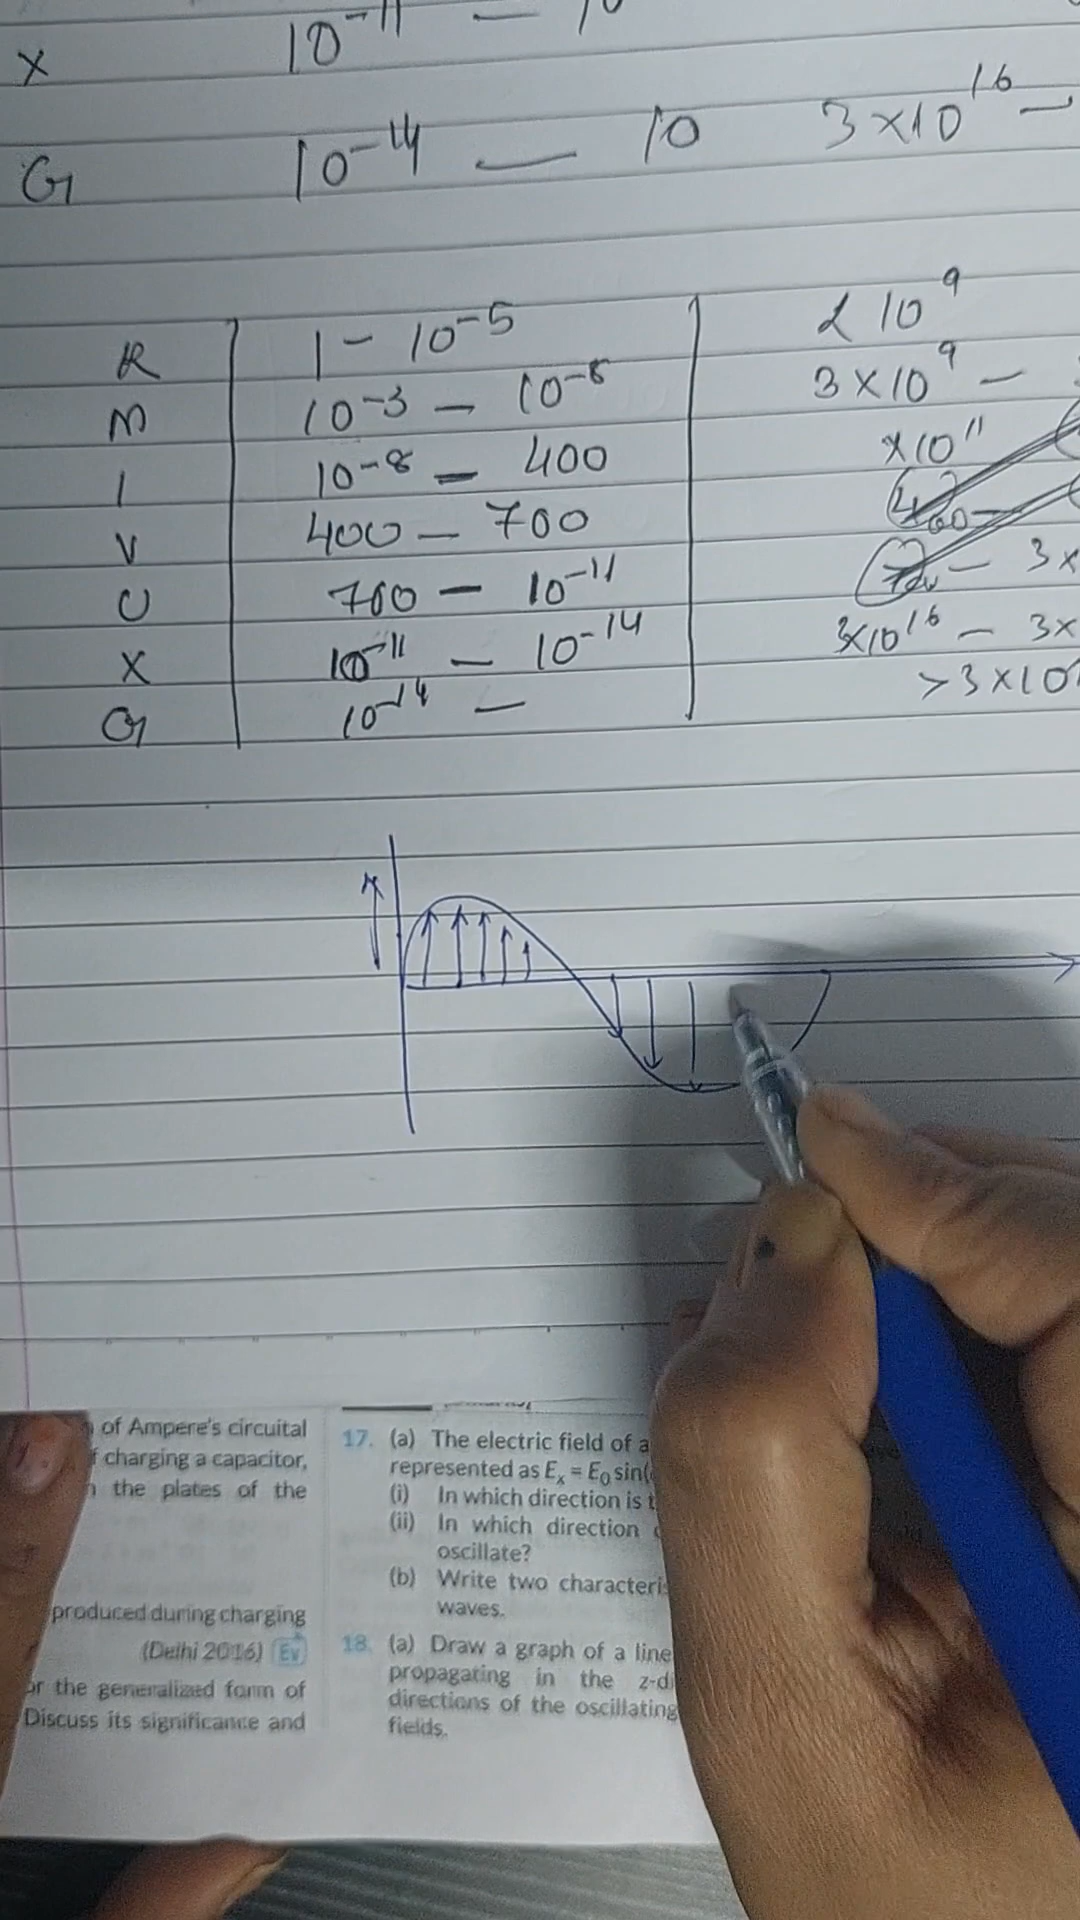 X 10⁻¹¹ — 10
G 10⁻¹⁴ — 10 3×10¹⁶ —
R 1 – 10⁻⁵ < 10⁹
M 10⁻³ – 10⁻⁸ 3×10⁹ –
I 10⁻⁸ – 400 ×10¹¹
V 400 – 700
U 700 – 10⁻¹¹ – 3×
X 10⁻¹¹ – 10⁻¹⁴ 3×10¹⁶ – 3×
G 10⁻¹⁴ – >3×10
of Ampere's circuital
charging a capacitor,
the plates of the
produced during charging
(Delhi 2016) Ev
the generalized form of
Discuss its significance and
17. (a) The electric field of a
represented as Eₓ = E₀ sin(
(i) In which direction is
(ii) In which direction
oscillate?
(b) Write two
waves.
18. (a) Draw a graph of a
propagating in the
directions of the oscillating
fields.